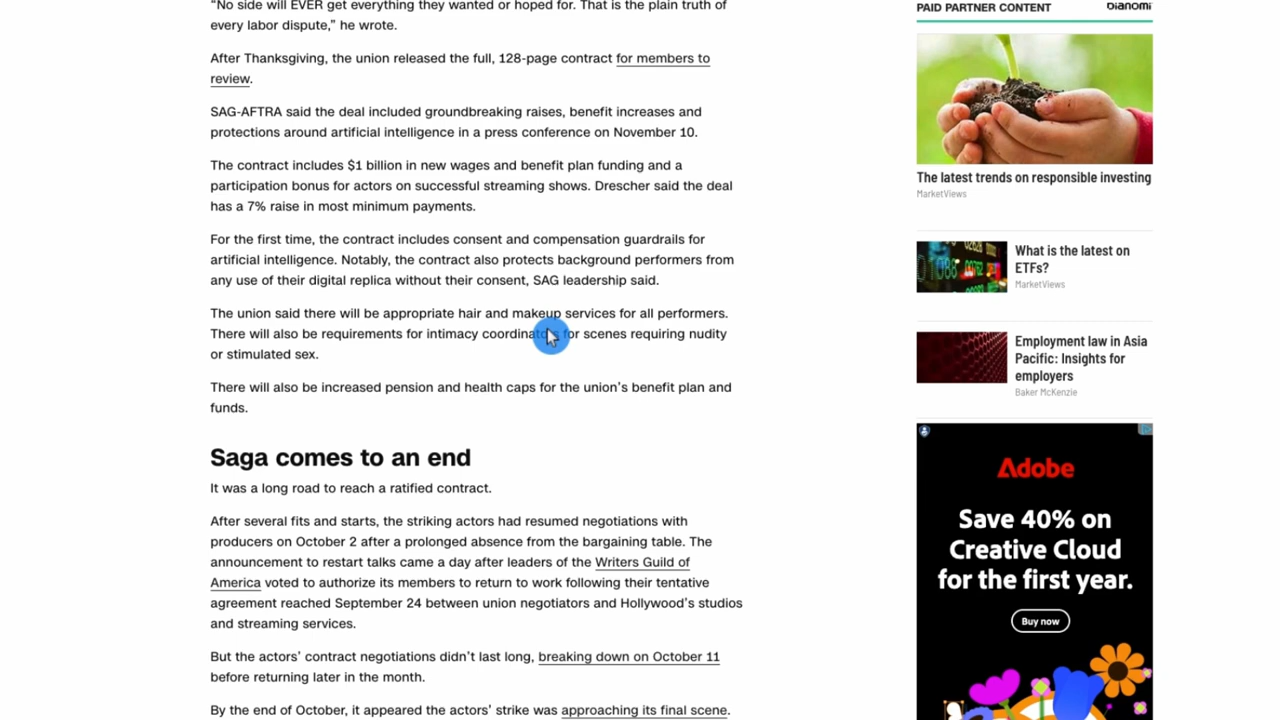 “No side will EVER get everything they wanted or hoped for. That is the plain truth of
every labor dispute,” he wrote.
After Thanksgiving, the union released the full, 128-page contract for members to
review.
SAG-AFTRA said the deal included groundbreaking raises, benefit increases and
protections around artificial intelligence in a press conference on November 10.
The contract includes $1 billion in new wages and benefit plan funding and a
participation bonus for actors on successful streaming shows. Drescher said the deal
has a 7% raise in most minimum payments.
For the first time, the contract includes consent and compensation guardrails for
artificial intelligence. Notably, the contract also protects background performers from
any use of their digital replica without their consent, SAG leadership said.
The union said there will be appropriate hair and makeup services for all performers.
There will also be requirements for intimacy coordinators for scenes requiring nudity
or stimulated sex.
There will also be increased pension and health caps for the union’s benefit plan and
funds.
Saga comes to an end
It was a long road to reach a ratified contract.
After several fits and starts, the striking actors had resumed negotiations with
producers on October 2 after a prolonged absence from the bargaining table. The
announcement to restart talks came a day after leaders of the Writers Guild of
America voted to authorize its members to return to work following their tentative
agreement reached September 24 between union negotiators and Hollywood’s studios
and streaming services.
But the actors’ contract negotiations didn’t last long, breaking down on October 11
before returning later in the month.
By the end of October, it appeared the actors’ strike was approaching its final scene.
PAID PARTNER CONTENT
bianomi
The latest trends on responsible investing
MarketViews
What is the latest on
ETFs?
MarketViews
Employment law in Asia
Pacific: Insights for
employers
Baker McKenzie
Adobe
Save 40% on
Creative Cloud
for the first year.
Buy now